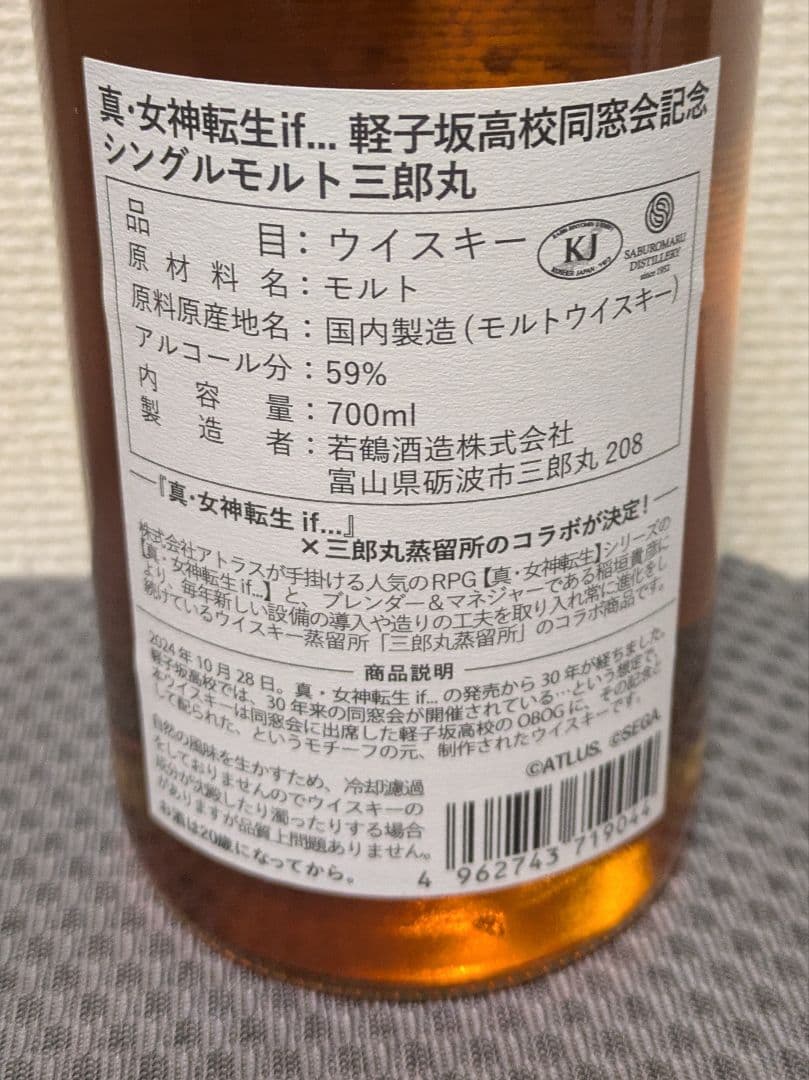 真・女神転生if... 軽子坂高校同窓会記念
シングルモルト三郎丸
品目：ウイスキー
原材料名：モルト
原料原産地名：国内製造（モルトウイスキー）
アルコール分：59%
内容量：700ml
製造者：若鶴酒造株式会社
富山県砺波市三郎丸 208
KJ
KOSHER JAPAN
SABUROMARU
DISTILLERY
since 1952
『真・女神転生 if...』
×三郎丸蒸留所のコラボが決定！
株式会社アトラスが手掛ける人気のRPG【真・女神転生】シリーズの
【真・女神転生if...】と、ブレンダー＆マネジャーである稲垣貴彦に
より、毎年新しい設備の導入や造りの工夫を取り入れ常に進化をし
続けているウイスキー蒸留所「三郎丸蒸留所」のコラボ商品です。
商品説明
2024年10月28日。真・女神転生 if... の発売から30年が経ちました。
軽子坂高校では、30年来の同窓会が開催されている…という想定で、
本ウイスキーは同窓会に出席した軽子坂高校のOBOGに、その記念と
して配られた、というモチーフの元、制作されたウイスキーです。
©ATLUS. ©SEGA.
自然の風味を生かすため、冷却濾過
をしておりませんのでウイスキーの
成分が沈殿したり濁ったりする場合
がありますが品質上問題ありません。
お酒は20歳になってから。
4 962743 719044